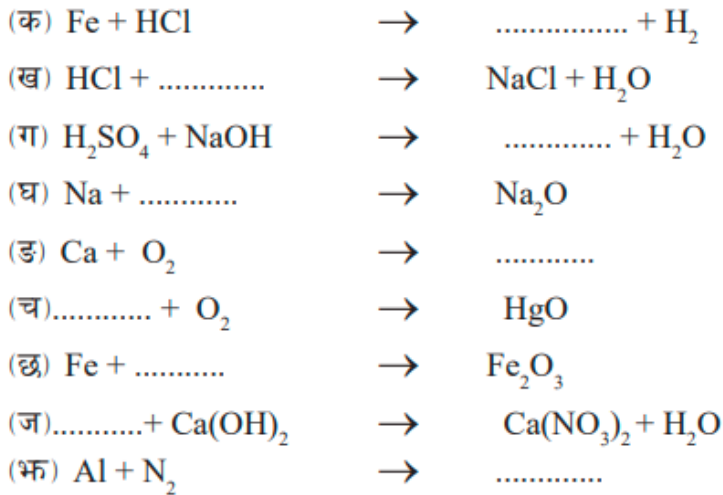 (क) Fe + HCl → ................ + H₂
(ख) HCl + ............. → NaCl + H₂O
(ग) H₂SO₄ + NaOH → ............. + H₂O
(घ) Na + ............ → Na₂O
(ङ) Ca + O₂ → ............
(च)............ + O₂ → HgO
(छ) Fe + ........... → Fe₂O₃
(ज)...........+ Ca(OH)₂ → Ca(NO₃)₂ + H₂O
(झ) Al + N₂ → .............